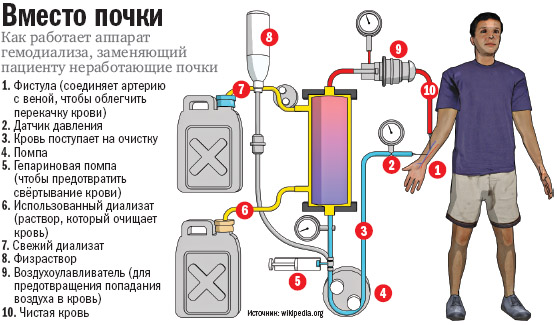 Вместо почки
Как работает аппарат
гемодиализа, заменяющий
пациенту неработающие почки
1. Фистула (соединяет артерию
с веной, чтобы облегчить
перекачку крови)
2. Датчик давления
3. Кровь поступает на очистку
4. Помпа
5. Гепариновая помпа
(чтобы предотвратить
свёртывание крови)
6. Использованный диализат
(раствор, который очищает
кровь)
7. Свежий диализат
8. Физраствор
9. Воздухоулавливатель (для
предотвращения попадания
воздуха в кровь)
10. Чистая кровь
8
9
7
10
2
1
6
3
5
4
Источник: wikipedia.org